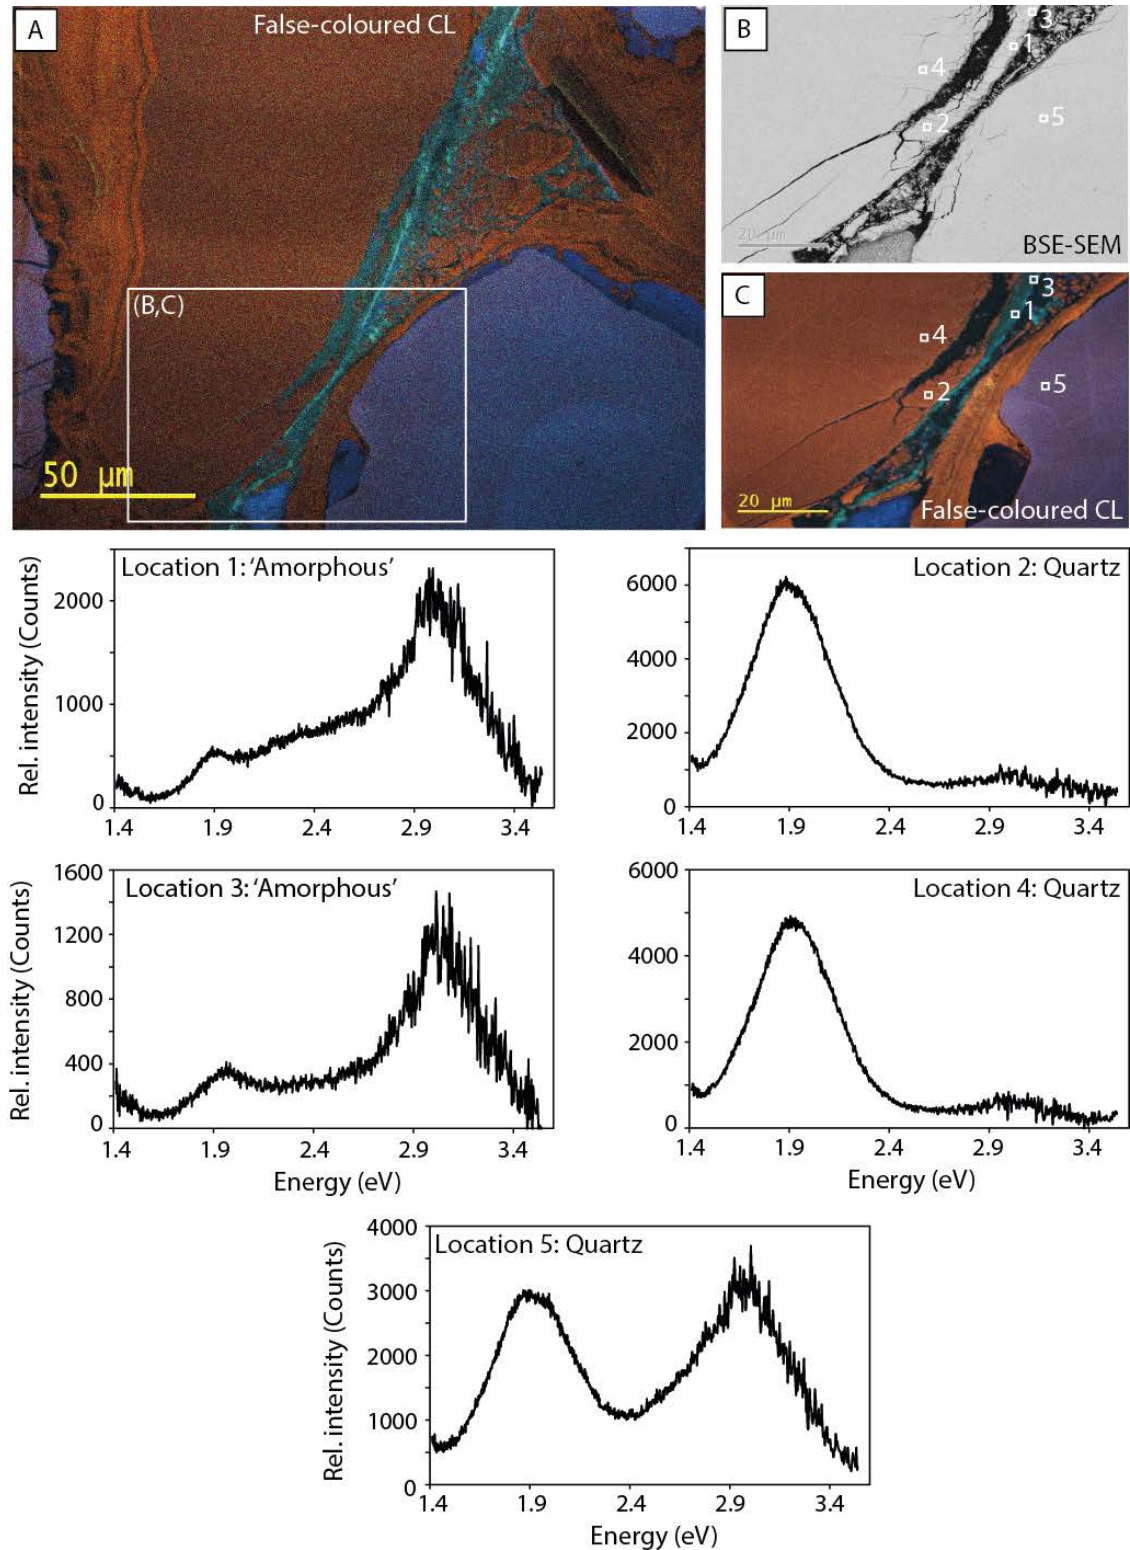 A
False-coloured CL
(B,C)
50 µm
B
3
1
4
5
2
20 µm
BSE-SEM
C
3
1
4
5
2
20 µm
False-coloured CL
Location 1: 'Amorphous'
Rel. intensity (Counts)
2000
1000
0
1.4 1.9 2.4 2.9 3.4
Location 2: Quartz
6000
4000
2000
0
1.4 1.9 2.4 2.9 3.4
Location 3: 'Amorphous'
Rel. intensity (Counts)
1600
1200
800
400
0
1.4 1.9 2.4 2.9 3.4
Energy (eV)
Location 4: Quartz
6000
4000
2000
0
1.4 1.9 2.4 2.9 3.4
Energy (eV)
Location 5: Quartz
Rel. intensity (Counts)
4000
3000
2000
1000
0
1.4 1.9 2.4 2.9 3.4
Energy (eV)